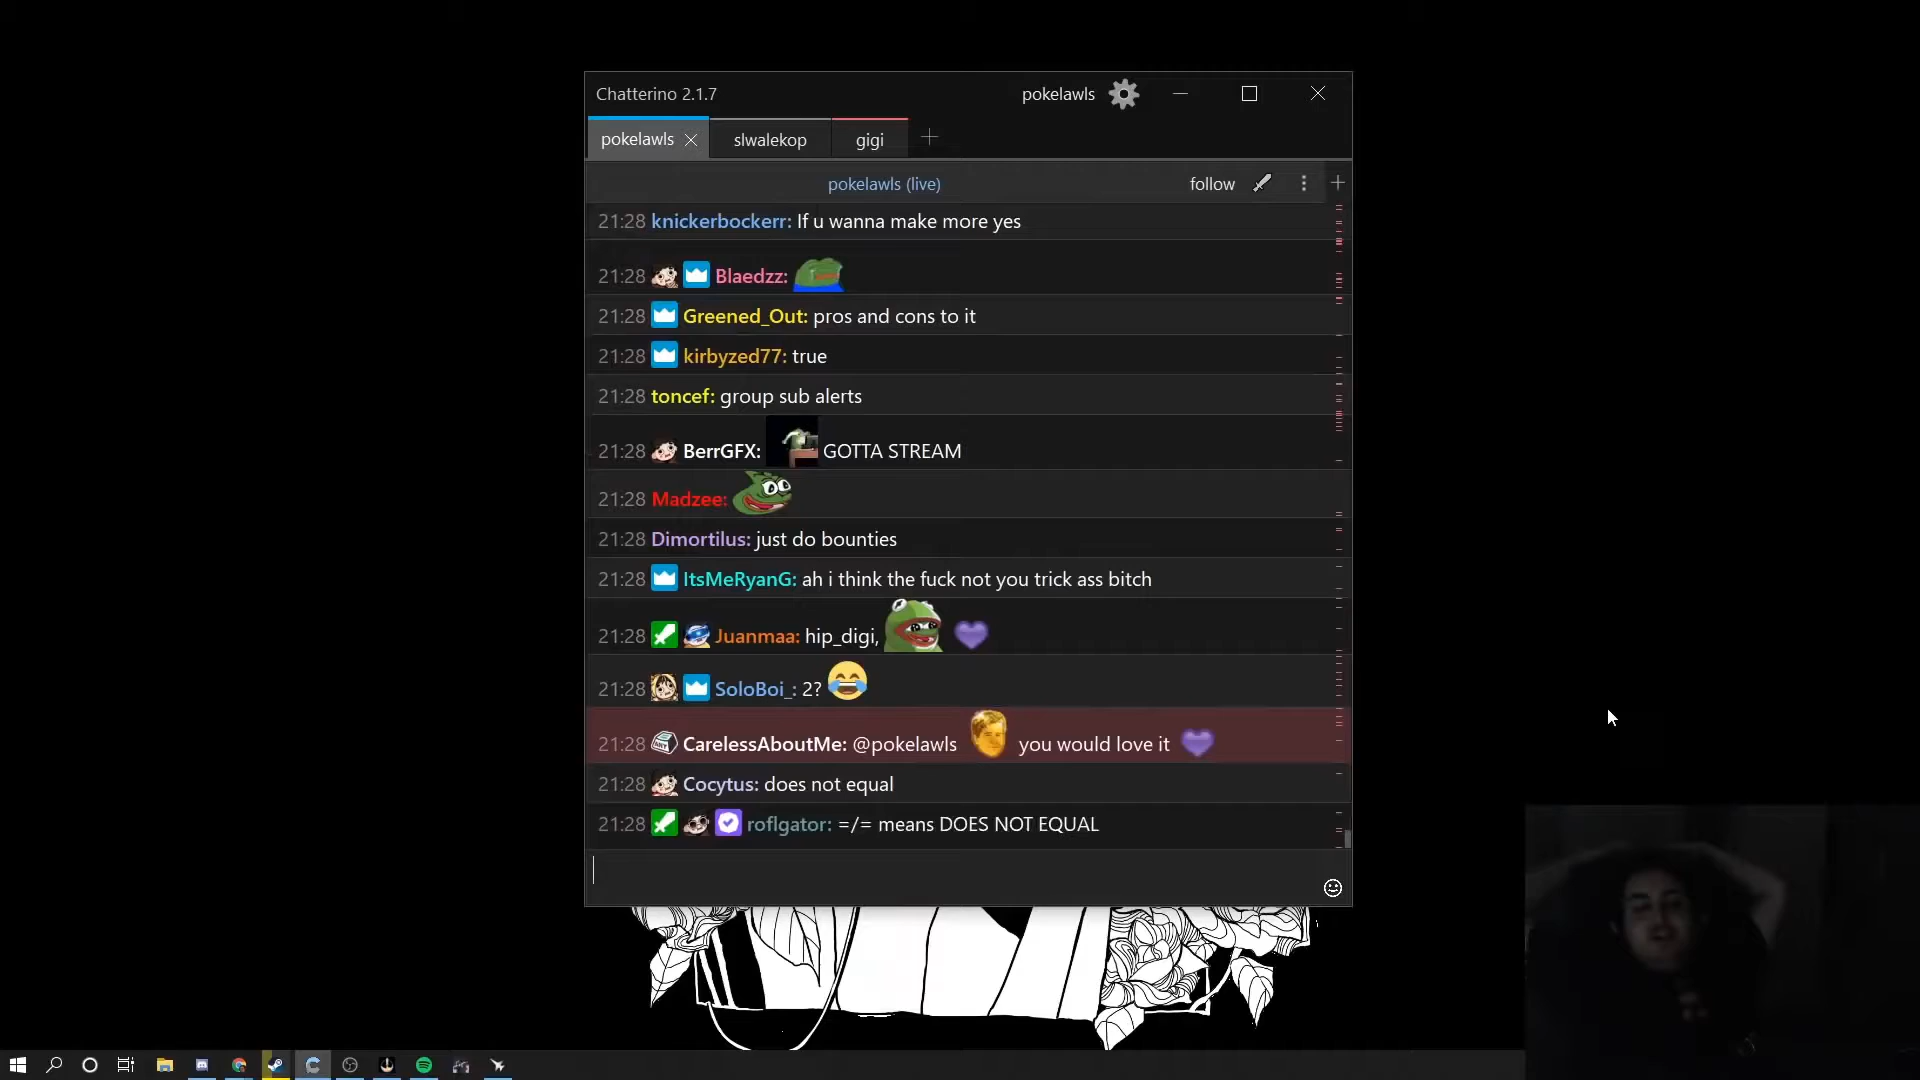 Chatterino 2.1.7 pokelawls
pokelawls slwalekop gigi
pokelawls (live) follow
21:28 knickerbockerr: If u wanna make more yes
21:28 Blaedzz:
21:28 Greened_Out: pros and cons to it
21:28 kirbyzed77: true
21:28 toncef: group sub alerts
21:28 BerrGFX: GOTTA STREAM
21:28 Madzee:
21:28 Dimortilus: just do bounties
21:28 ItsMeRyanG: ah i think the fuck not you trick ass bitch
21:28 Juanmaa: hip_digi,
21:28 SoloBoi_: 2?
21:28 CarelessAboutMe: @pokelawls you would love it
21:28 Cocytus: does not equal
21:28 roflgator: =/= means DOES NOT EQUAL